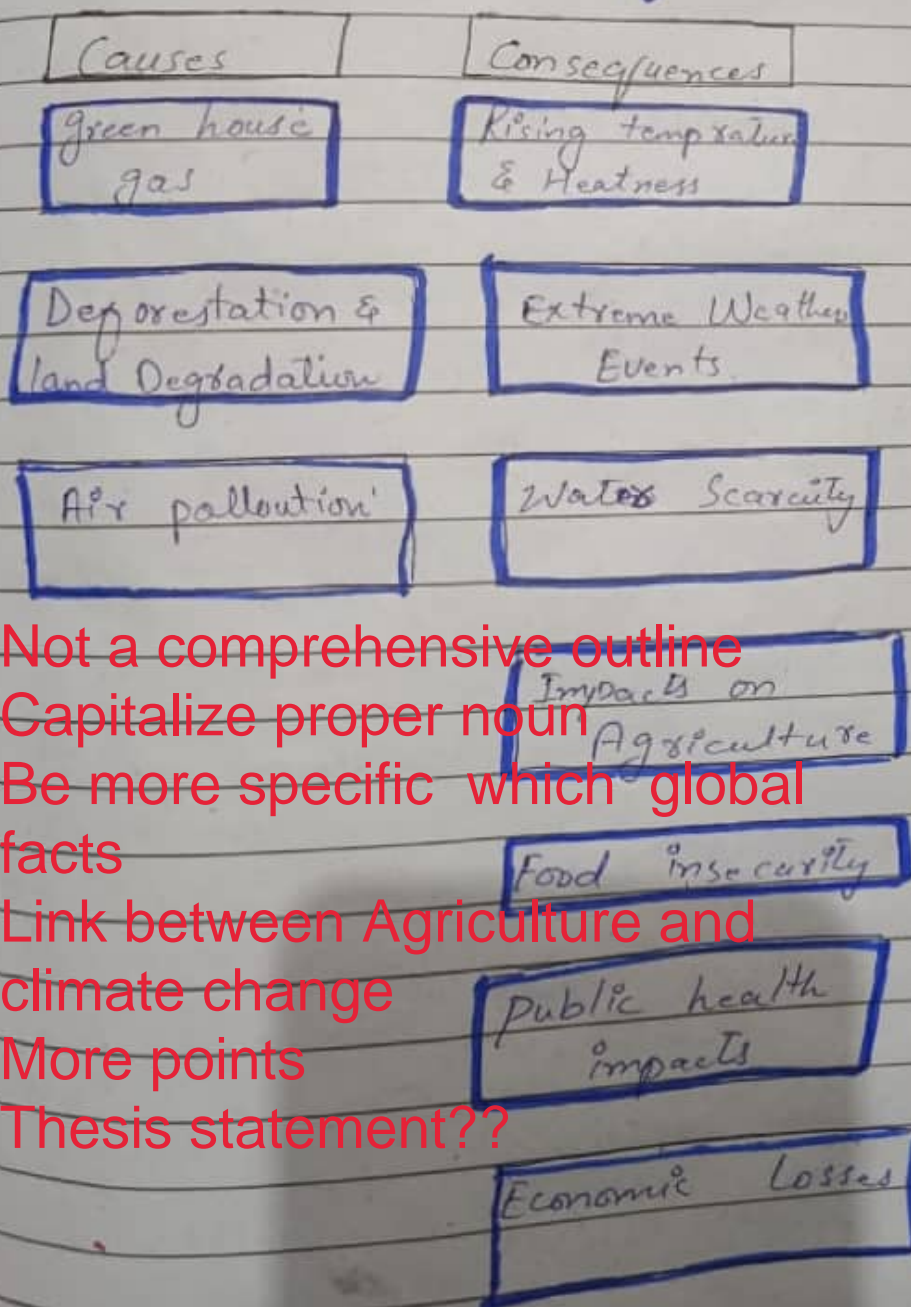 Causes
Consequences
green house
gas
Rising temprature
& Heatness
Deforestation &
land Degradation
Extreme Weather
Events.
Air palloution
Water Scarcity
Not a comprehensive outline
Capitalize proper noun
Be more specific which global
facts
Link between Agriculture and
climate change
More points
Thesis statement??
Impacts on
Agriculture
Food insecurity
public health
impacts
Economic Losses